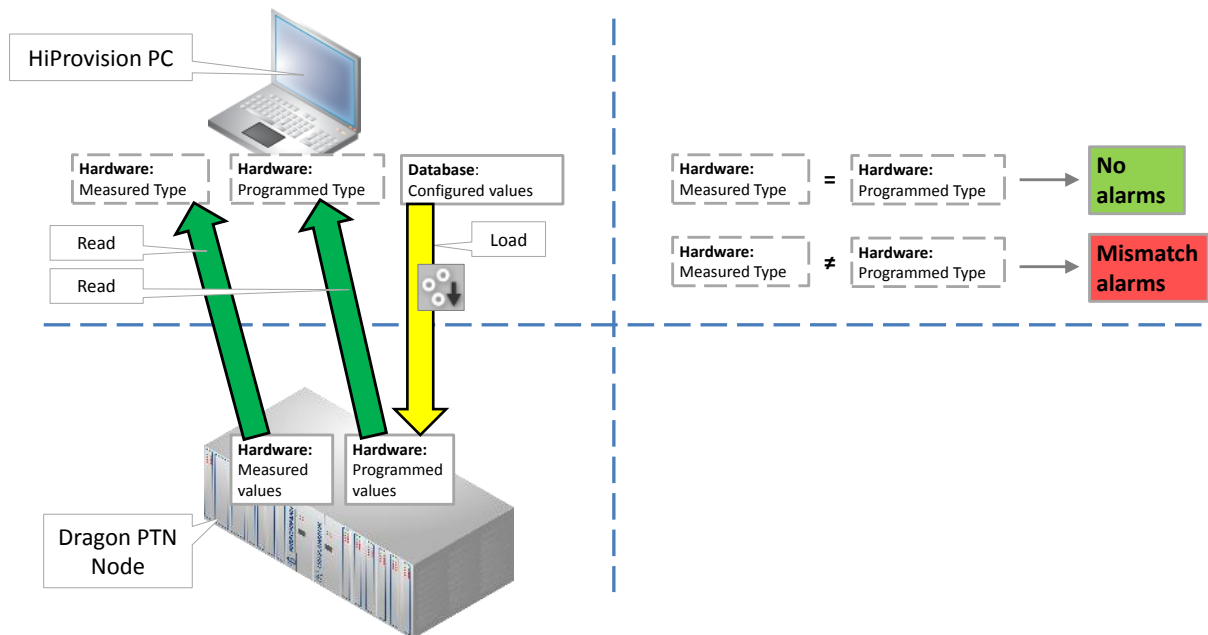 HiProvision PC
Hardware:
Measured Type
Hardware:
Programmed Type
Database:
Configured values
Read
Read
Load
Hardware:
Measured
values
Hardware:
Programmed
values
Dragon PTN
Node
Hardware:
Measured Type
=
Hardware:
Programmed Type
No
alarms
Hardware:
Measured Type
≠
Hardware:
Programmed Type
Mismatch
alarms